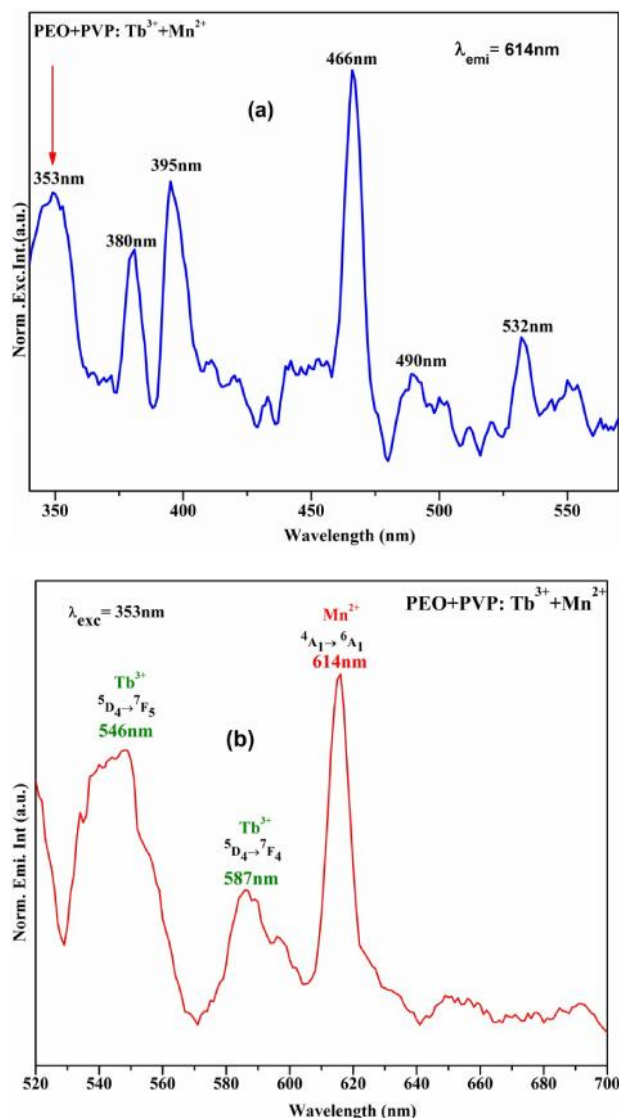 PEO+PVP: Tb³⁺+Mn²⁺
λemi = 614nm
466nm
(a)
353nm
395nm
380nm
490nm
532nm
Norm .Exc.Int.(a.u.)
350 400 450 500 550
Wavelength (nm)
λexc = 353nm
PEO+PVP: Tb³⁺+Mn²⁺
Mn²⁺
⁴A₁→⁶A₁
614nm
Tb³⁺
⁵D₄→⁷F₅
546nm
(b)
Tb³⁺
⁵D₄→⁷F₄
587nm
Norm. Emi. Int (a.u.)
520 540 560 580 600 620 640 660 680 700
Wavelength (nm)